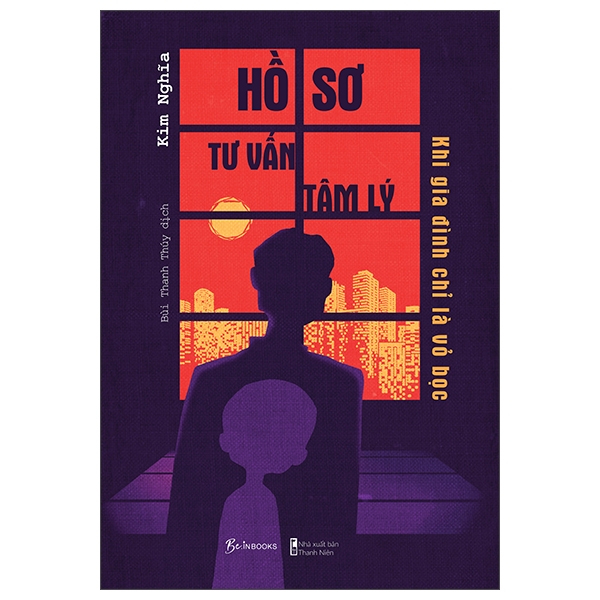 HỒ SƠ
TƯ VẤN
TÂM LÝ
Khi gia đình chỉ là vỏ bọc
Kim Nghĩa
Bùi Thanh Thúy dịch
Be:INBOOKS
Nhà xuất bản
Thanh Niên